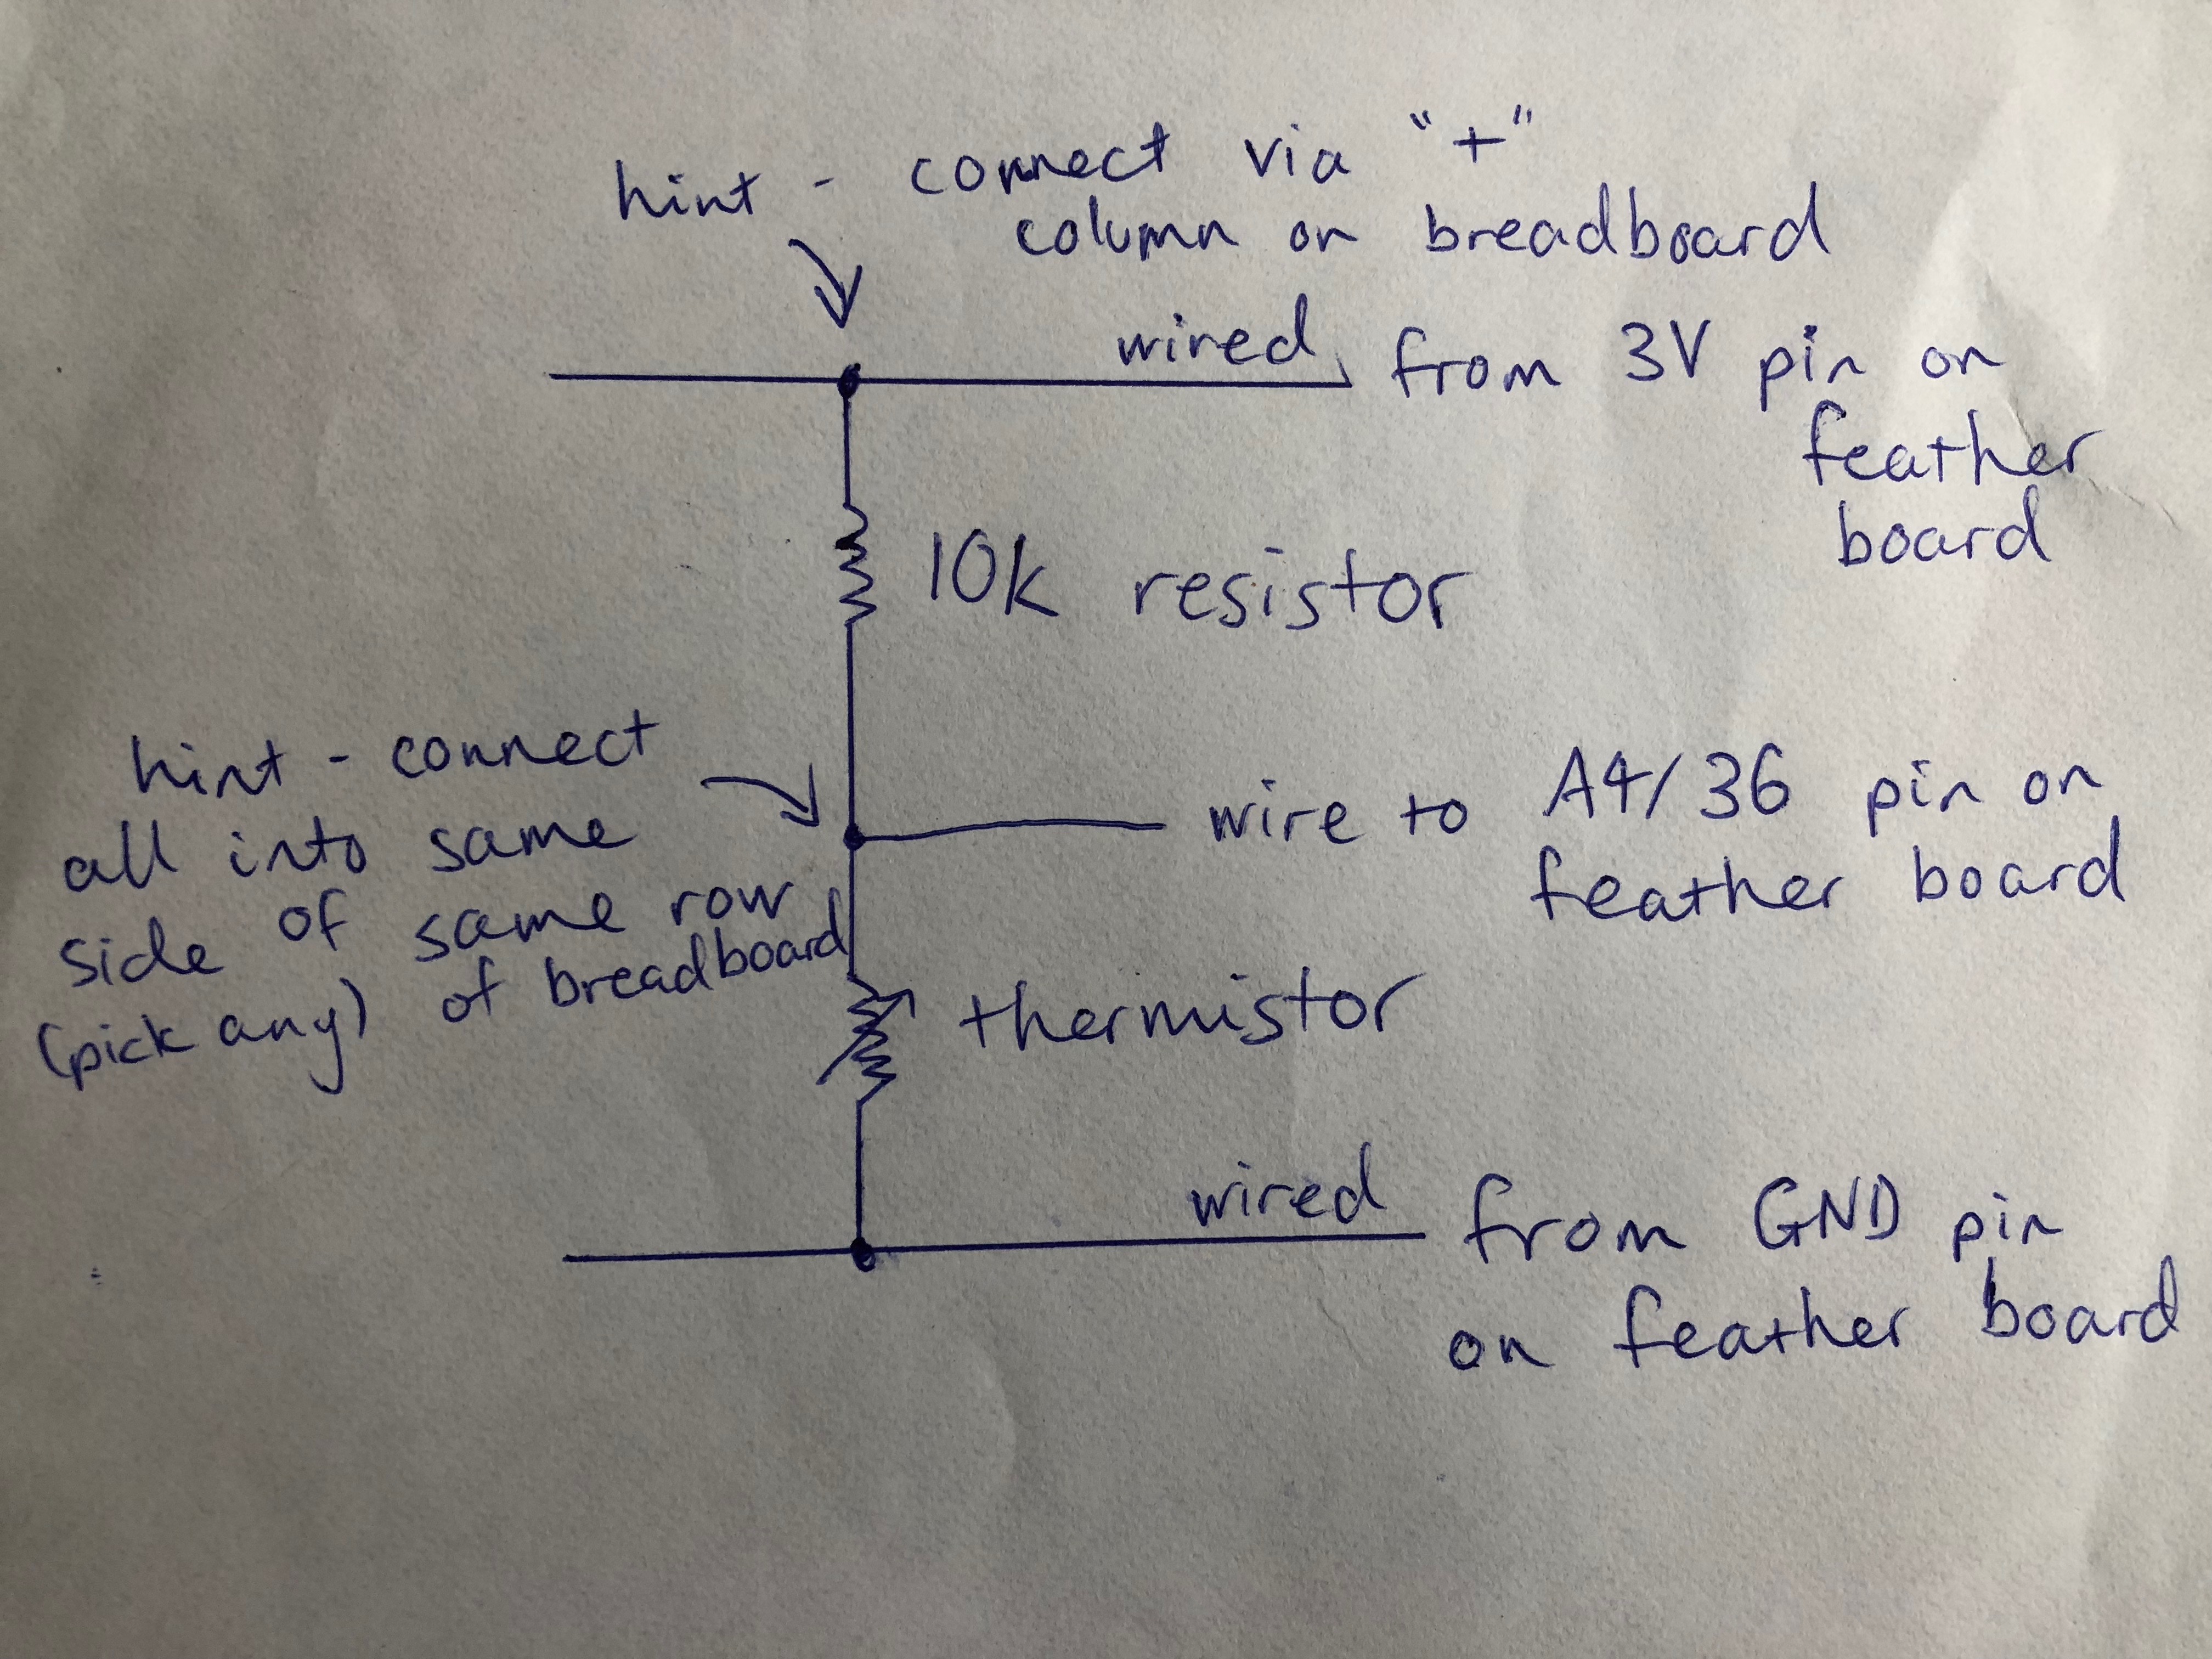 hint - connect via "+"
column on breadboard
wired from 3V pin on
feather
board
10k resistor
hint - connect
all into same
side of same row
(pick any) of breadboard
wire to A4/36 pin on
feather board
thermistor
wired from GND pin
on feather board